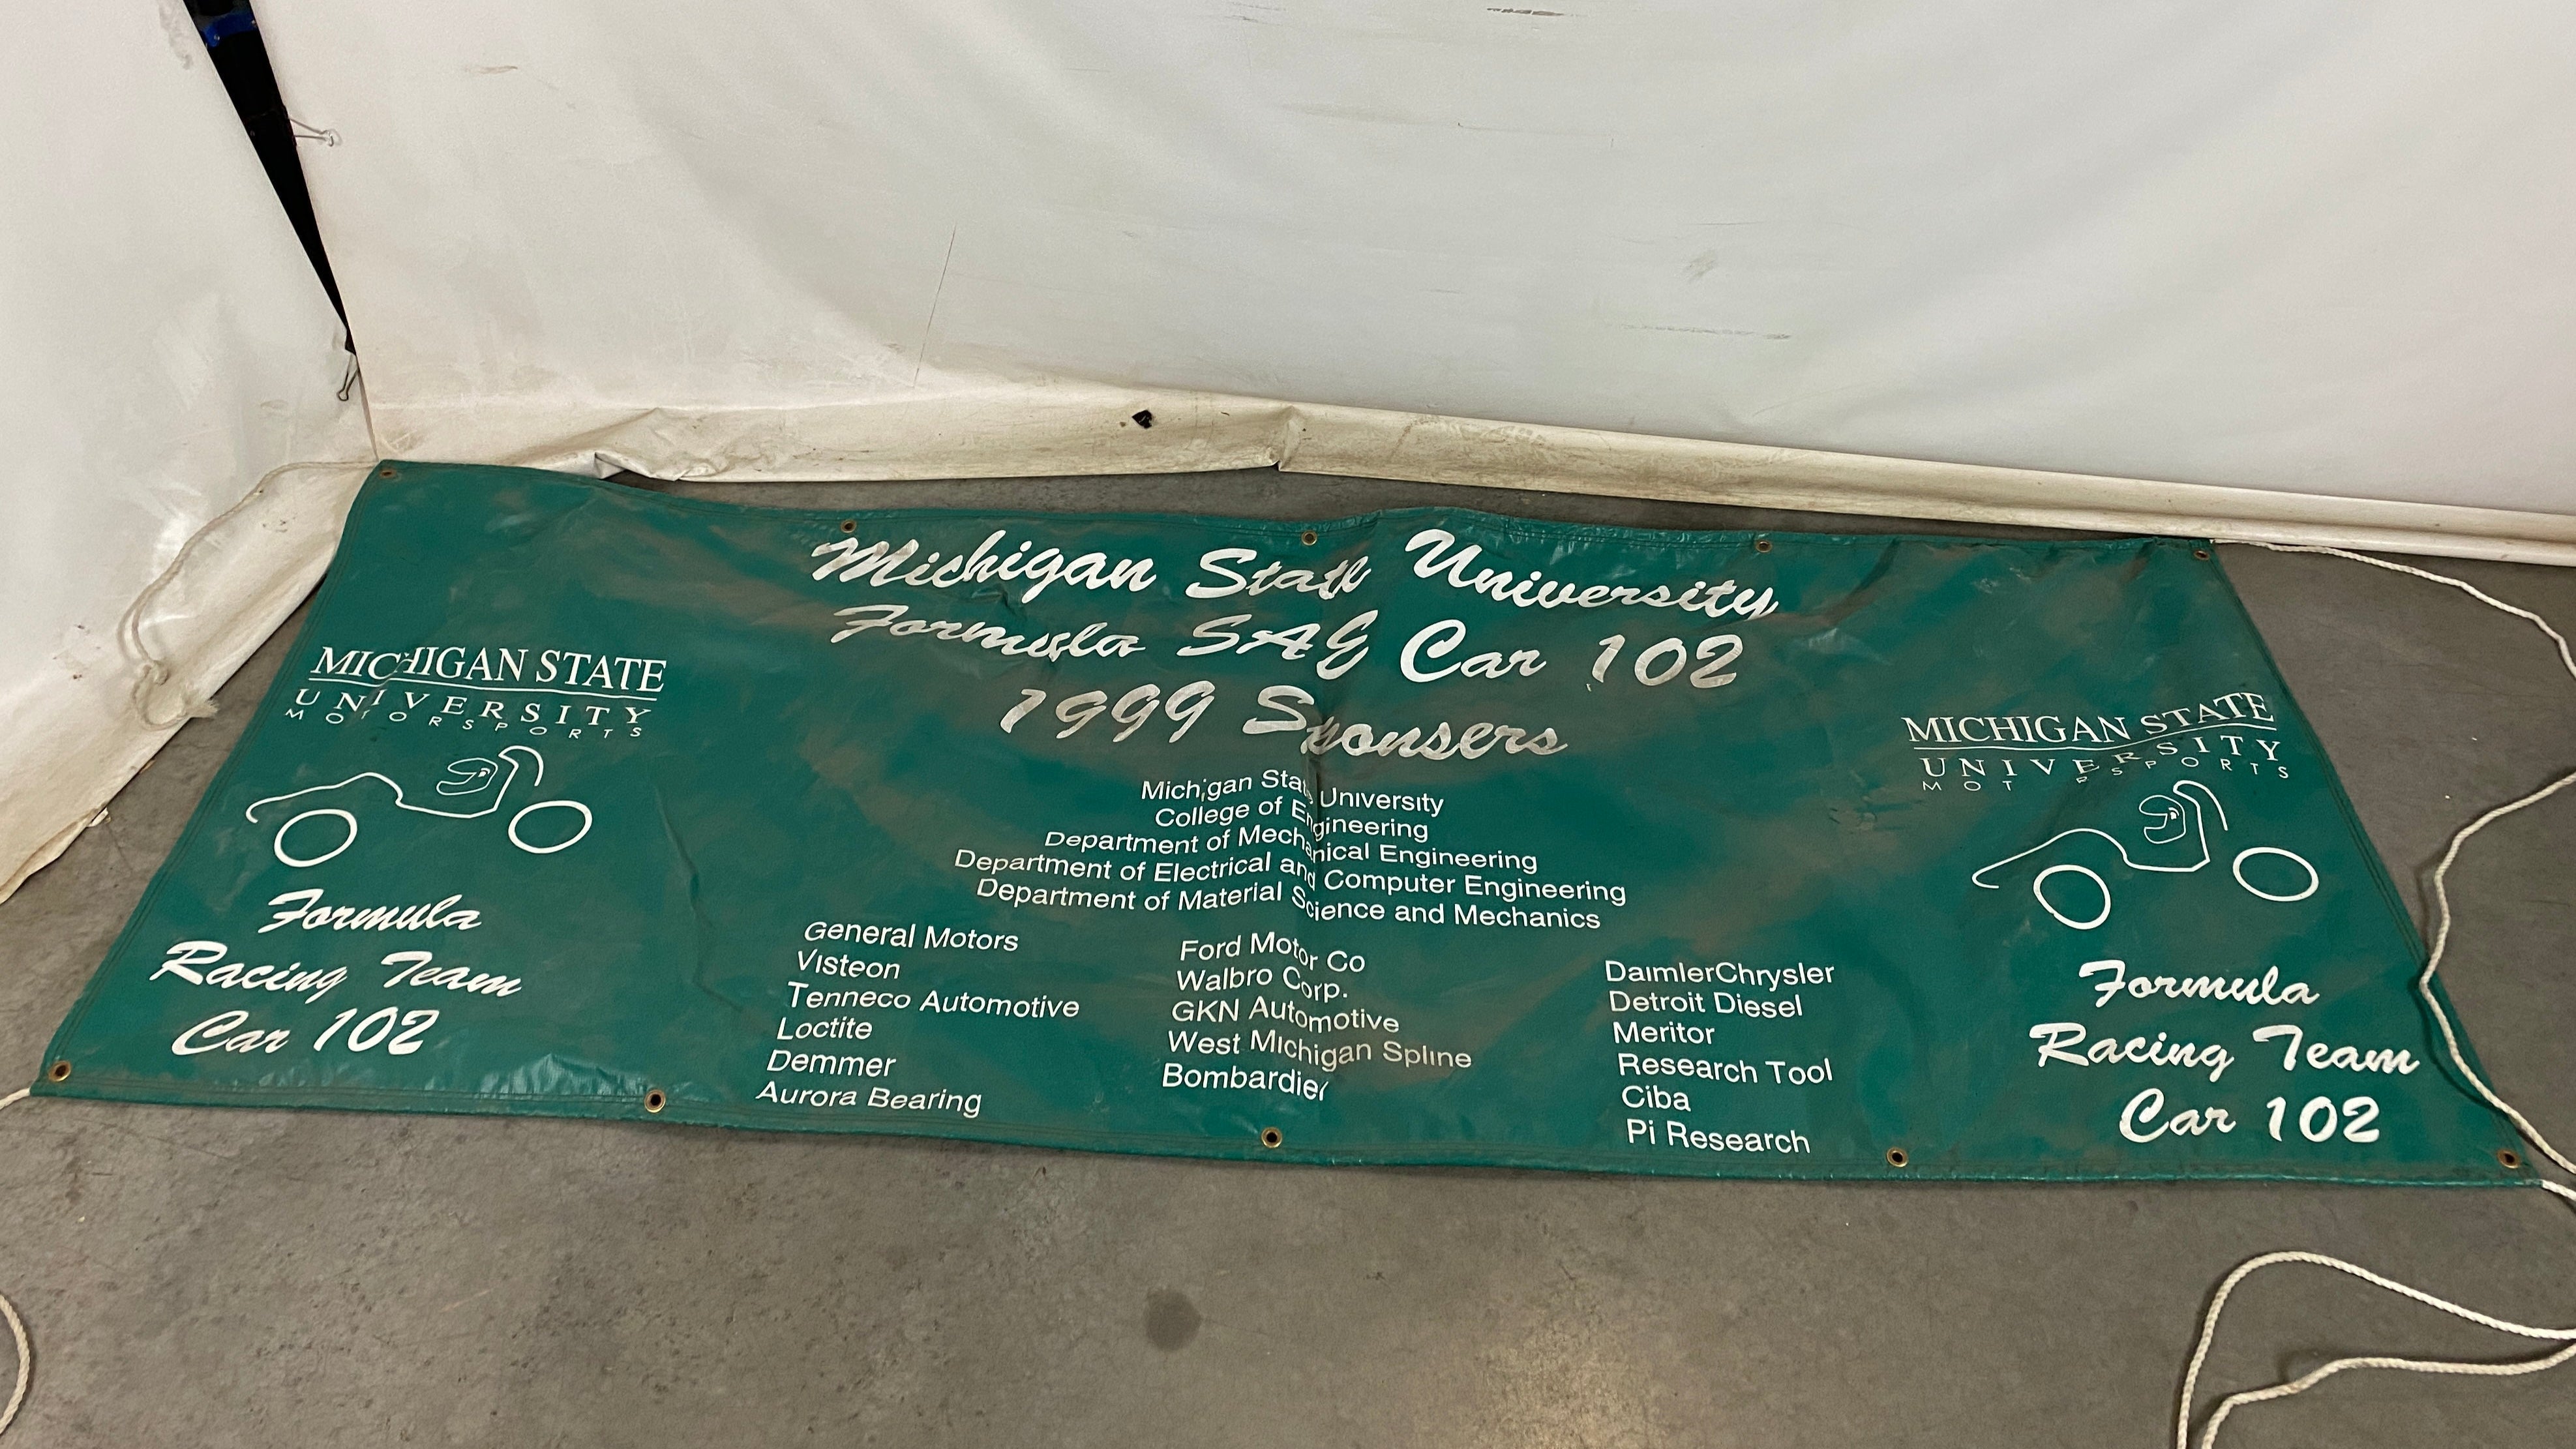 Michigan State University
Formula SAE Car 102
1999 Sponsers
MICHIGAN STATE
UNIVERSITY
MOTORSPORTS
Formula
Racing Team
Car 102
Michigan State University
College of Engineering
Department of Mechanical Engineering
Department of Electrical and Computer Engineering
Department of Material Science and Mechanics
General Motors
Visteon
Tenneco Automotive
Loctite
Demmer
Aurora Bearing
Ford Motor Co
Walbro Corp.
GKN Automotive
West Michigan Spline
Bombardier
DaimlerChrysler
Detroit Diesel
Meritor
Research Tool
Ciba
Pi Research
MICHIGAN STATE
UNIVERSITY
MOT RSPORTS
Formula
Racing Team
Car 102